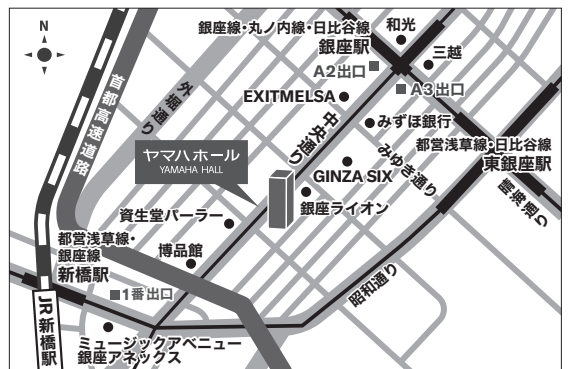 N
銀座線・丸ノ内線・日比谷線
銀座駅
和光
三越
A2出口
A3出口
EXITMELSA
みずほ銀行
外堀通り
首都高速道路
中央通り
都営浅草線・日比谷線
東銀座駅
みゆき通り
晴海通り
ヤマハホール
YAMAHA HALL
GINZA SIX
銀座ライオン
資生堂パーラー
博品館
都営浅草線・
銀座線
新橋駅
1番出口
昭和通り
JR新橋駅
ミュージックアベニュー
銀座アネックス